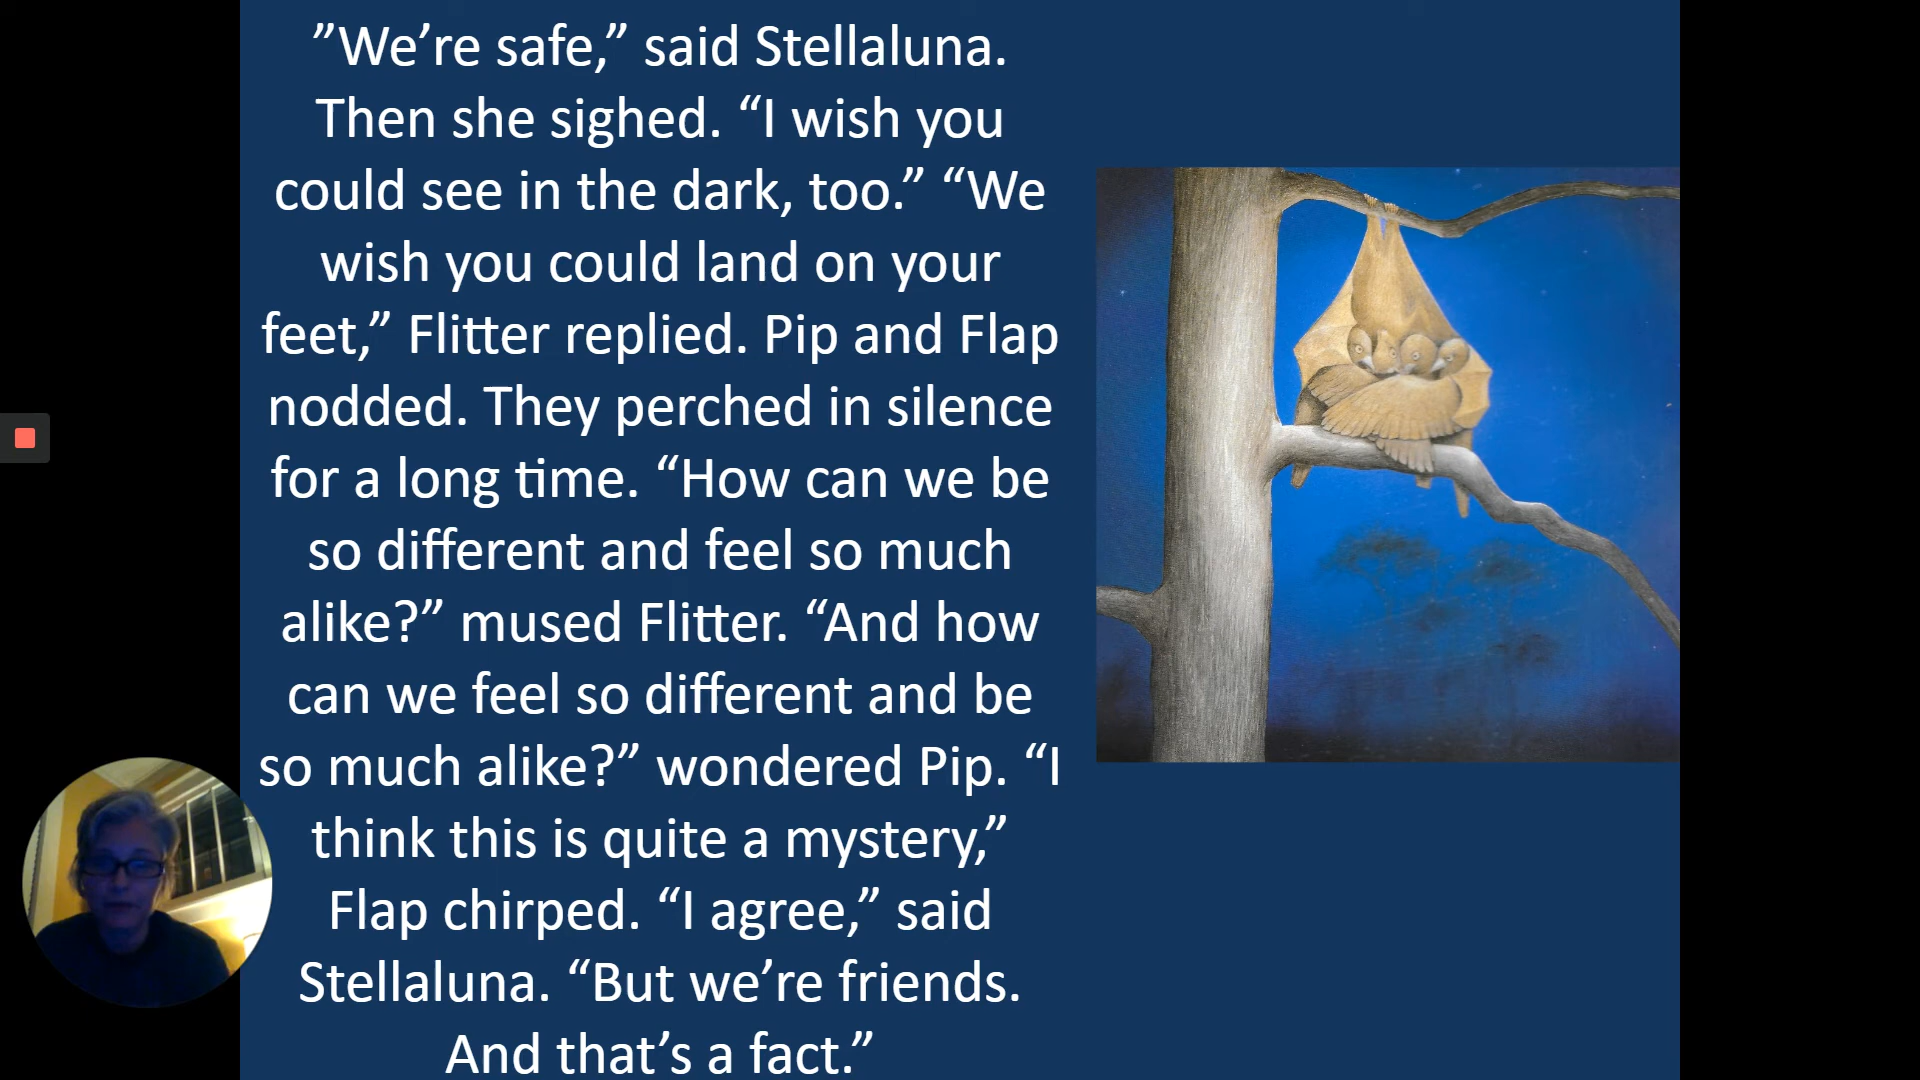 ”We’re safe,” said Stellaluna.
Then she sighed. “I wish you
could see in the dark, too.” “We
wish you could land on your
feet,” Flitter replied. Pip and Flap
nodded. They perched in silence
for a long time. “How can we be
so different and feel so much
alike?” mused Flitter. “And how
can we feel so different and be
so much alike?” wondered Pip. “I
think this is quite a mystery,”
Flap chirped. “I agree,” said
Stellaluna. “But we’re friends.
And that’s a fact.”